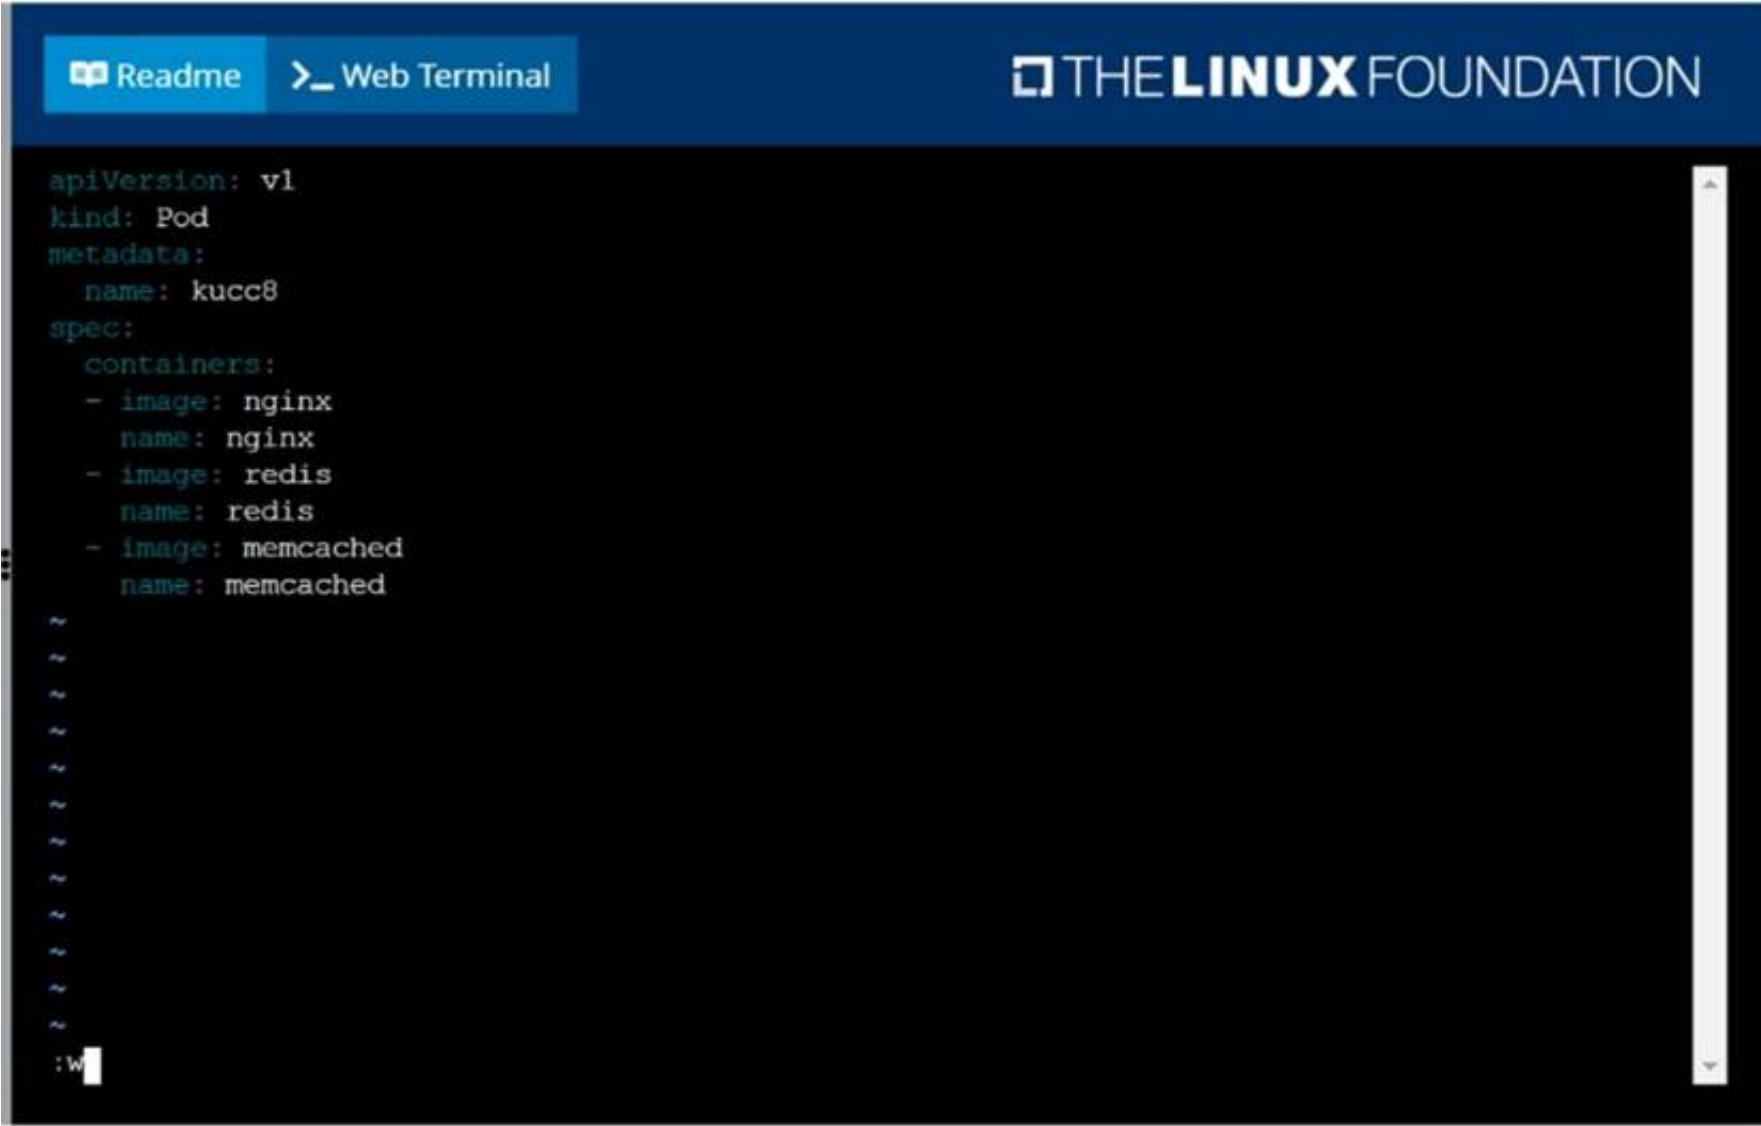 Readme >_ Web Terminal THE LINUX FOUNDATION
apiVersion: v1
kind: Pod
metadata:
  name: kucc8
spec:
  containers:
  - image: nginx
    name: nginx
  - image: redis
    name: redis
  - image: memcached
    name: memcached
~
~
~
~
~
~
~
~
~
~
~
~
:w